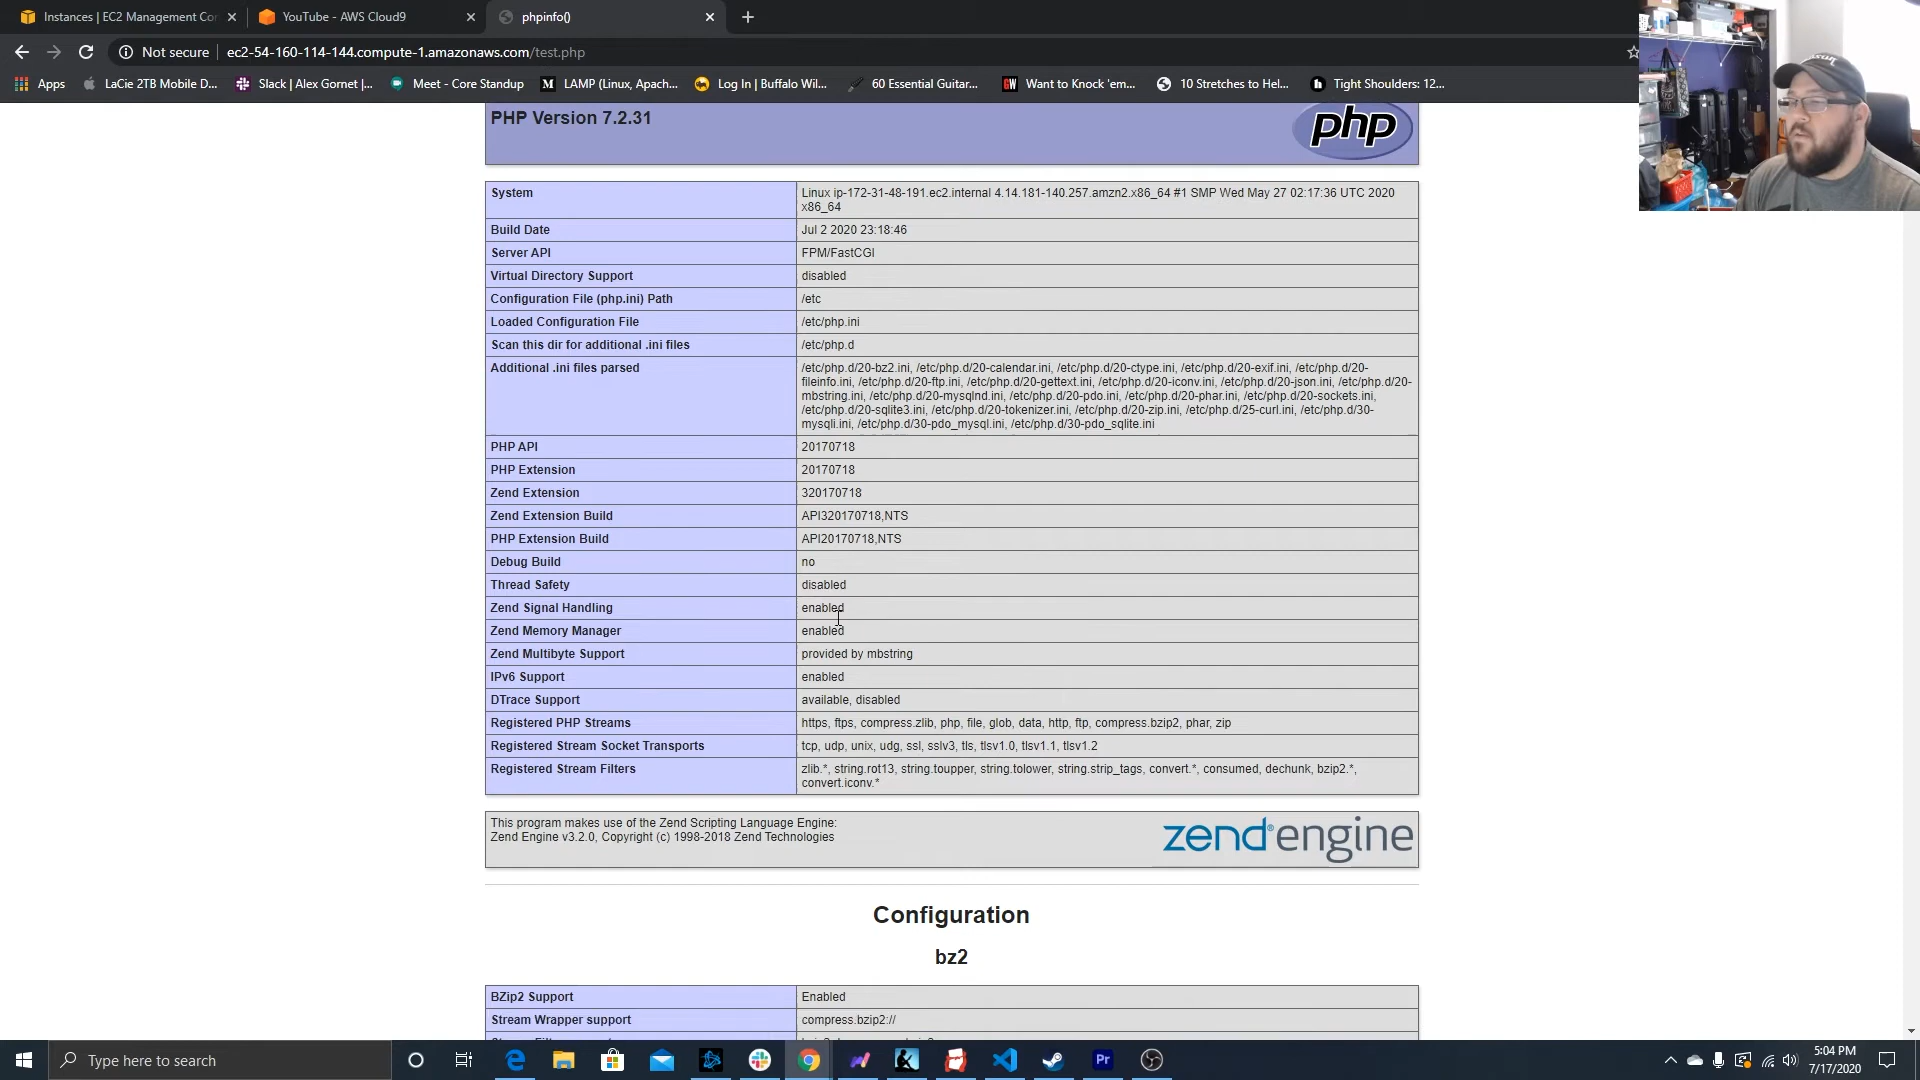 Instances | EC2 Management Cor
YouTube - AWS Cloud9
phpinfo()
Not secure
ec2-54-160-114-144.compute-1.amazonaws.com/test.php
Apps
LaCie 2TB Mobile D...
Slack | Alex Gornet |...
Meet - Core Standup
M
LAMP (Linux, Apach...
Log In | Buffalo Wil...
60 Essential Guitar...
GW
Want to Knock 'em...
10 Stretches to Hel...
h
Tight Shoulders: 12...
PHP Version 7.2.31
php
System
Linux ip-172-31-48-191.ec2.internal 4.14.181-140.257.amzn2.x86_64 #1 SMP Wed May 27 02:17:36 UTC 2020
x86_64
Build Date
Jul 2 2020 23:18:46
Server API
FPM/FastCGI
Virtual Directory Support
disabled
Configuration File (php.ini) Path
/etc
Loaded Configuration File
/etc/php.ini
Scan this dir for additional .ini files
/etc/php.d
Additional .ini files parsed
/etc/php.d/20-bz2.ini, /etc/php.d/20-calendar.ini, /etc/php.d/20-ctype.ini, /etc/php.d/20-exif.ini, /etc/php.d/20-
fileinfo.ini, /etc/php.d/20-ftp.ini, /etc/php.d/20-gettext.ini, /etc/php.d/20-iconv.ini, /etc/php.d/20-json.ini, /etc/php.d/20-
mbstring.ini, /etc/php.d/20-mysqlnd.ini, /etc/php.d/20-pdo.ini, /etc/php.d/20-phar.ini, /etc/php.d/20-sockets.ini,
/etc/php.d/20-sqlite3.ini, /etc/php.d/20-tokenizer.ini, /etc/php.d/20-zip.ini, /etc/php.d/25-curl.ini, /etc/php.d/30-
mysqli.ini, /etc/php.d/30-pdo_mysql.ini, /etc/php.d/30-pdo_sqlite.ini
PHP API
20170718
PHP Extension
20170718
Zend Extension
320170718
Zend Extension Build
API320170718,NTS
PHP Extension Build
API20170718,NTS
Debug Build
no
Thread Safety
disabled
Zend Signal Handling
enabled
Zend Memory Manager
enabled
Zend Multibyte Support
provided by mbstring
IPv6 Support
enabled
DTrace Support
available, disabled
Registered PHP Streams
https, ftps, compress.zlib, php, file, glob, data, http, ftp, compress.bzip2, phar, zip
Registered Stream Socket Transports
tcp, udp, unix, udg, ssl, sslv3, tls, tlsv1.0, tlsv1.1, tlsv1.2
Registered Stream Filters
zlib.*, string.rot13, string.toupper, string.tolower, string.strip_tags, convert.*, consumed, dechunk, bzip2.*,
convert.iconv.*
This program makes use of the Zend Scripting Language Engine:
Zend Engine v3.2.0, Copyright (c) 1998-2018 Zend Technologies
zend engine
Configuration
bz2
BZip2 Support
Enabled
Stream Wrapper support
compress.bzip2://
Type here to search
Pr
5:04 PM
7/17/2020